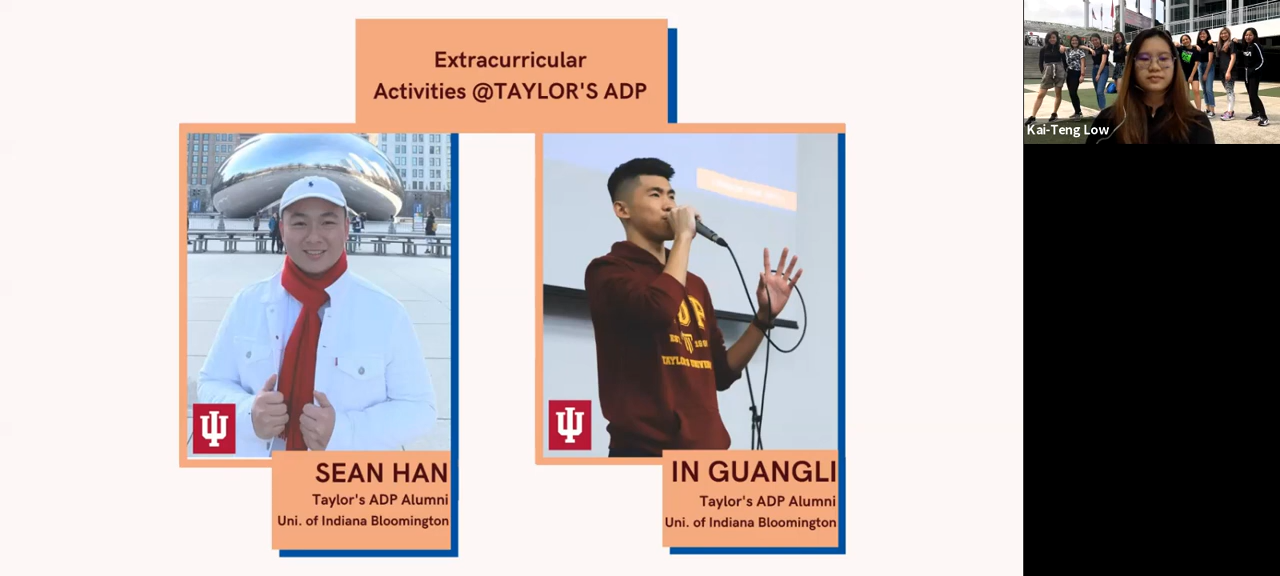 Extracurricular
Activities @TAYLOR'S ADP
SEAN HAN
Taylor's ADP Alumni
Uni. of Indiana Bloomington
IN GUANGLI
Taylor's ADP Alumni
Uni. of Indiana Bloomington
Kai-Teng Low